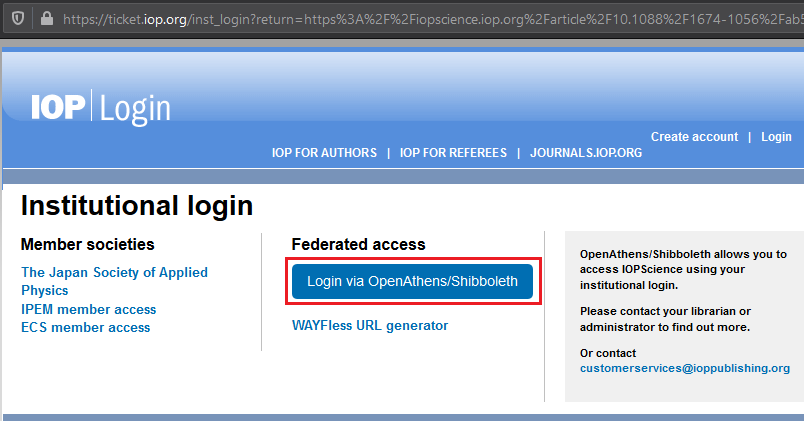 https://ticket.iop.org/inst_login?return=https%3A%2F%2Fiopscience.iop.org%2Farticle%2F10.1088%2F1674-1056%2Fab5
IOP Login
Create account | Login
IOP FOR AUTHORS | IOP FOR REFEREES | JOURNALS.IOP.ORG
Institutional login
Member societies
The Japan Society of Applied
Physics
IPEM member access
ECS member access
Federated access
Login via OpenAthens/Shibboleth
WAYFless URL generator
OpenAthens/Shibboleth allows you to
access IOPScience using your
institutional login.
Please contact your librarian or
administrator to find out more.
Or contact
customerservices@ioppublishing.org